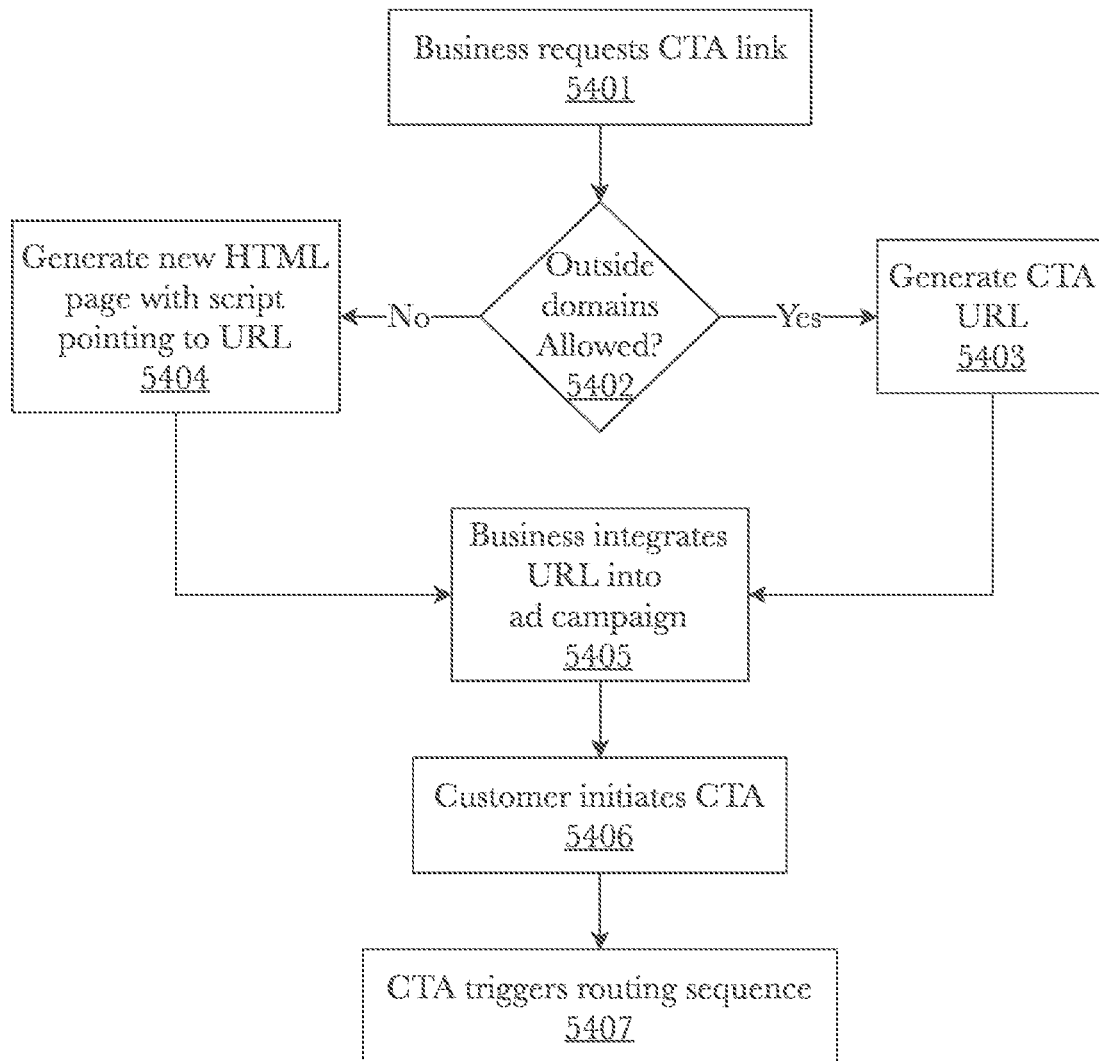 Business requests CTA link
5401
Outside
domains
Allowed?
5402
No
Yes
Generate new HTML
page with script
pointing to URL
5404
Generate CTA
URL
5403
Business integrates
URL into
ad campaign
5405
Customer initiates CTA
5406
CTA triggers routing sequence
5407